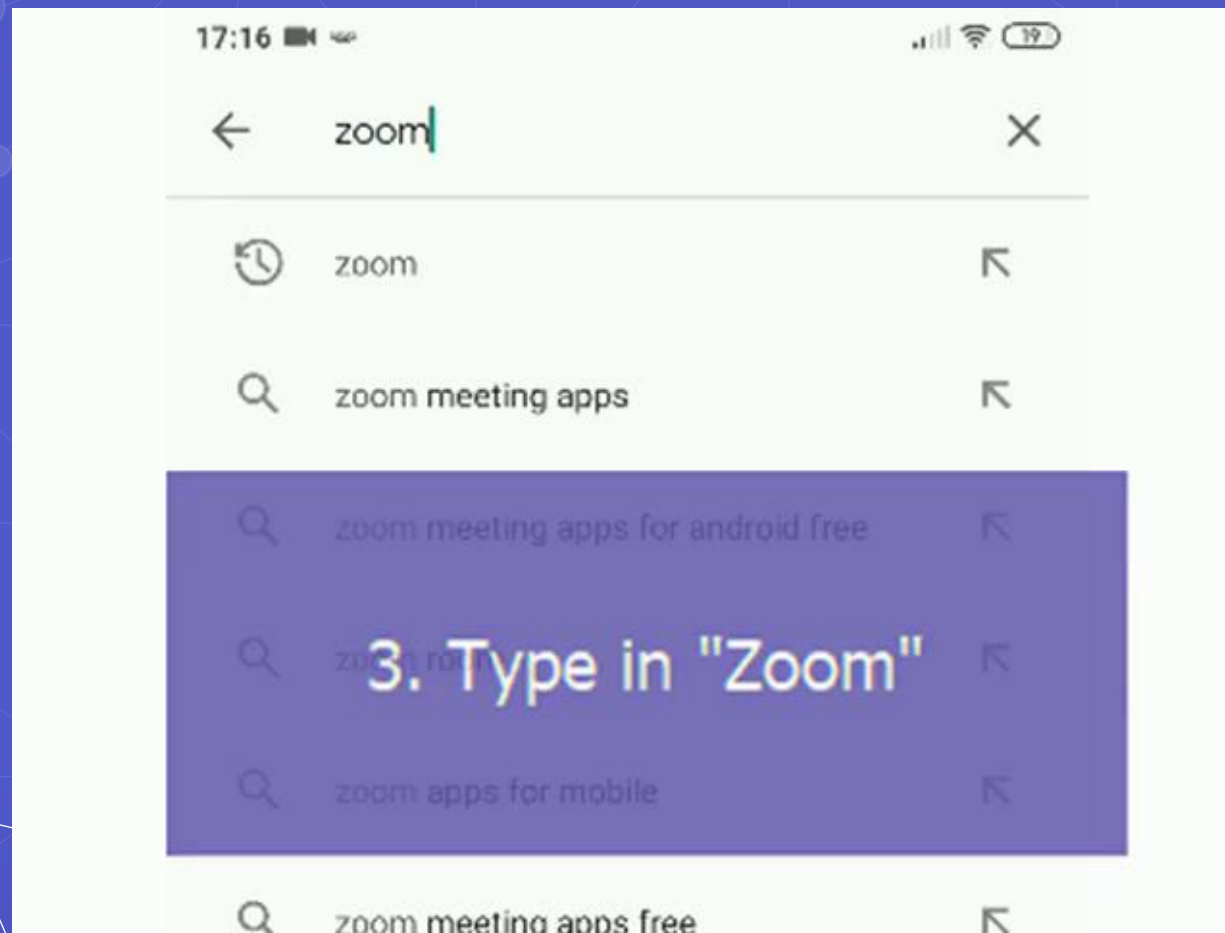 17:16 19
zoom
zoom
zoom meeting apps
zoom meeting apps for android free
3. Type in "Zoom"
zoom apps for mobile
zoom meeting apps free